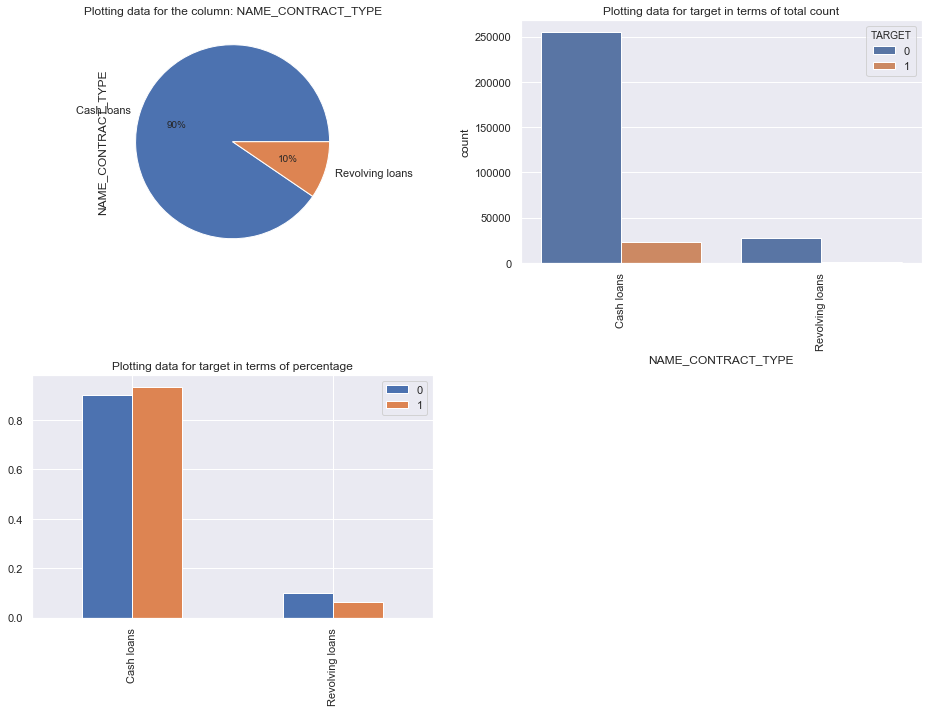 Plotting data for the column: NAME_CONTRACT_TYPE
NAME_CONTRACT_TYPE
Cash loans
90%
10%
Revolving loans
Plotting data for target in terms of total count
count
250000
200000
150000
100000
50000
0
TARGET
0
1
Cash loans
Revolving loans
NAME_CONTRACT_TYPE
Plotting data for target in terms of percentage
0.8
0.6
0.4
0.2
0.0
0
1
Cash loans
Revolving loans